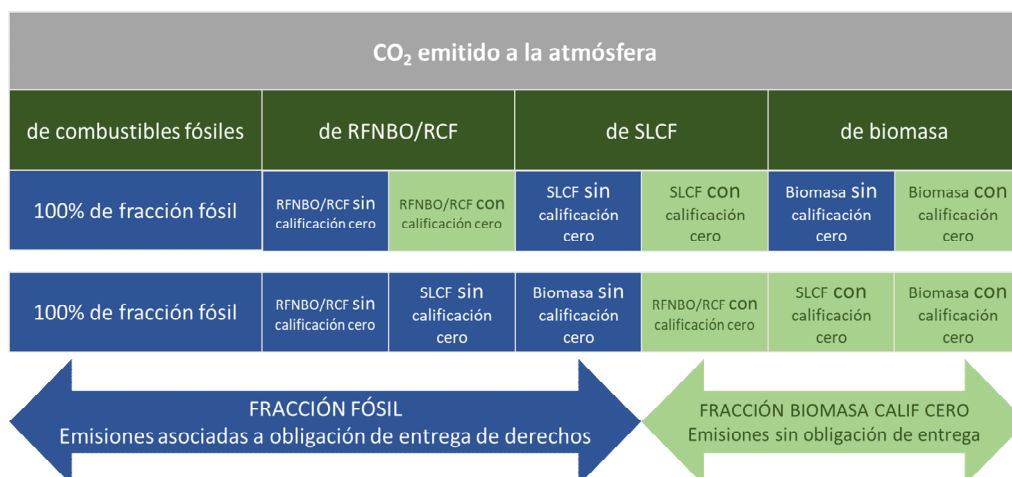 CO₂ emitido a la atmósfera
de combustibles fósiles
de RFNBO/RCF
de SLCF
de biomasa
100% de fracción fósil
RFNBO/RCF sin
calificación cero
RFNBO/RCF con
calificación cero
SLCF sin
calificación
cero
SLCF con
calificación
cero
Biomasa sin
calificación
cero
Biomasa con
calificación
cero
100% de fracción fósil
RFNBO/RCF sin
calificación cero
SLCF sin
calificación
cero
Biomasa sin
calificación
cero
RFNBO/RCF con
calificación cero
SLCF con
calificación
cero
Biomasa con
calificación
cero
FRACCIÓN FÓSIL
Emisiones asociadas a obligación de entrega de derechos
FRACCIÓN BIOMASA CALIF CERO
Emisiones sin obligación de entrega